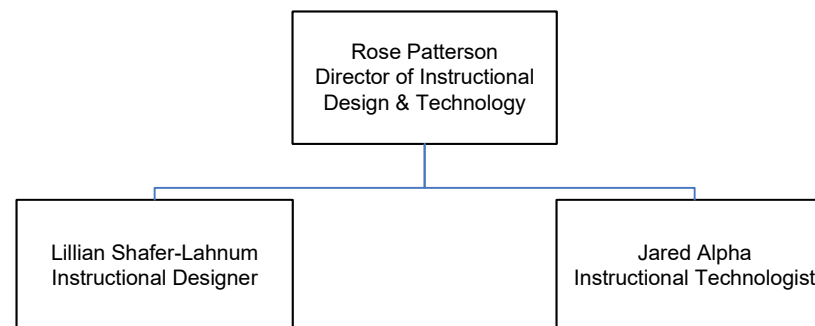 Rose Patterson
Director of Instructional
Design & Technology
Lillian Shafer-Lahnum
Instructional Designer
Jared Alpha
Instructional Technologist